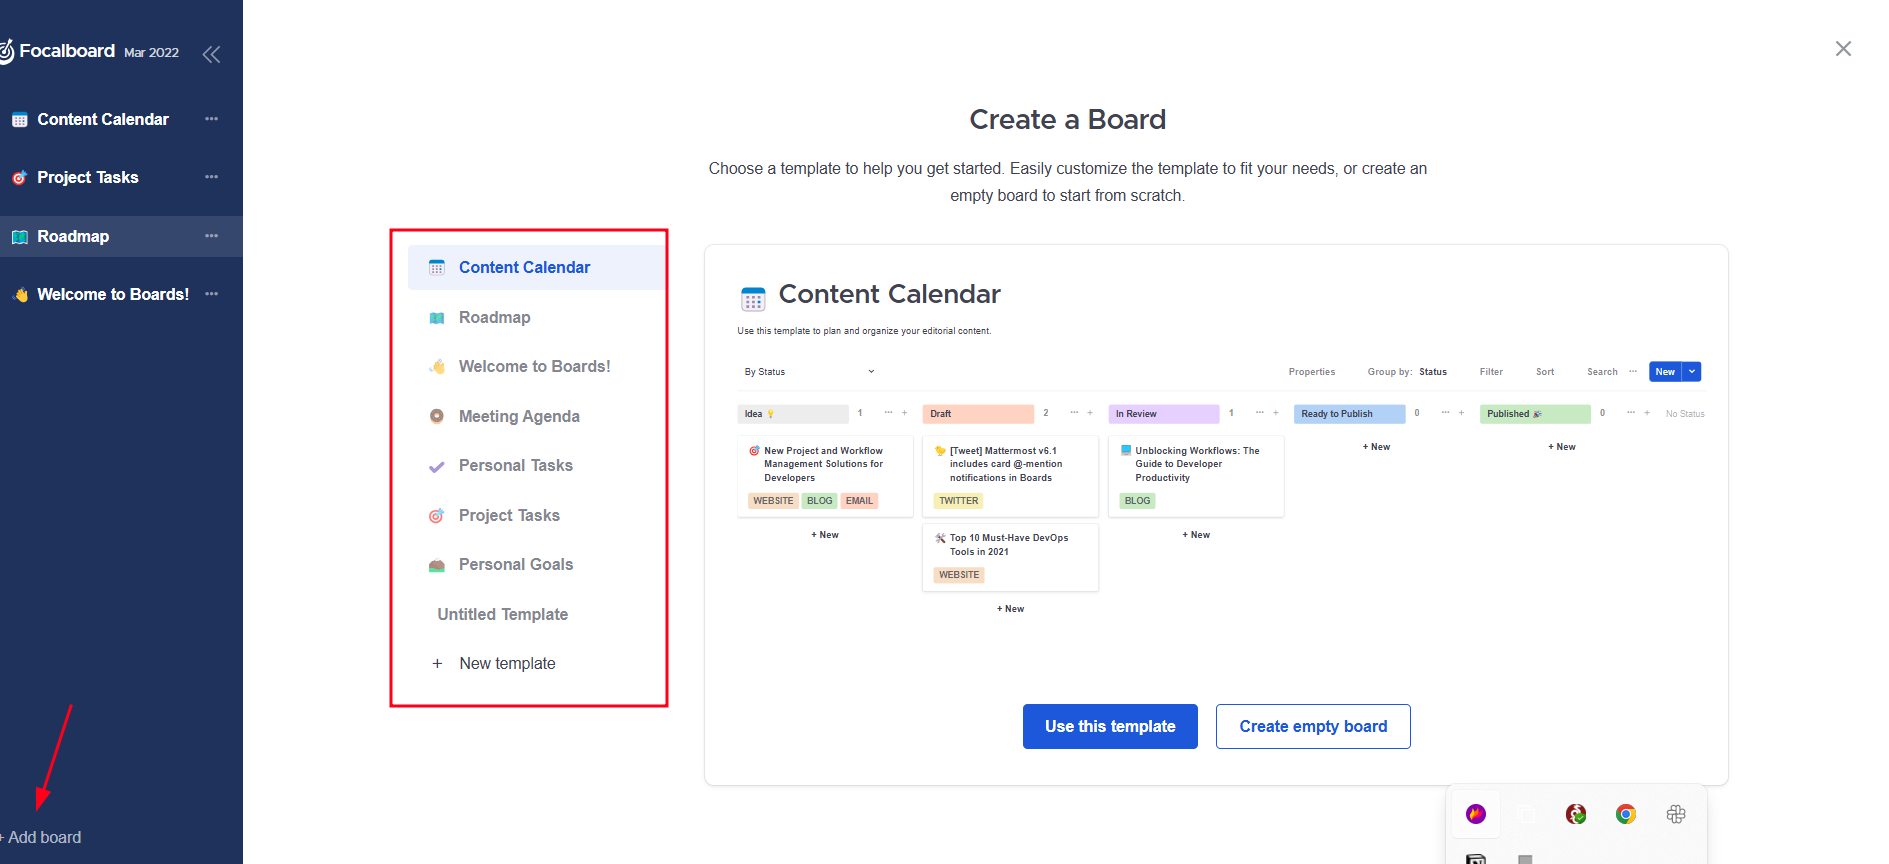 Focalboard Mar 2022
Content Calendar
Project Tasks
Roadmap
Welcome to Boards!
+ Add board
Create a Board
Choose a template to help you get started. Easily customize the template to fit your needs, or create an
empty board to start from scratch.
Content Calendar
Roadmap
Welcome to Boards!
Meeting Agenda
Personal Tasks
Project Tasks
Personal Goals
Untitled Template
+ New template
Content Calendar
Use this template to plan and organize your editorial content.
By Status
Properties Group by: Status Filter Sort Search ··· New
Idea 1 ··· + Draft 2 ··· + In Review 1 ··· + Ready to Publish 0 ··· + Published 0 ··· + No Status
New Project and Workflow
Management Solutions for
Developers
WEBSITE BLOG EMAIL
+ New
[Tweet] Mattermost v6.1
includes card @-mention
notifications in Boards
TWITTER
Top 10 Must-Have DevOps
Tools in 2021
WEBSITE
+ New
Unblocking Workflows: The
Guide to Developer
Productivity
BLOG
+ New
+ New
+ New
Use this template
Create empty board